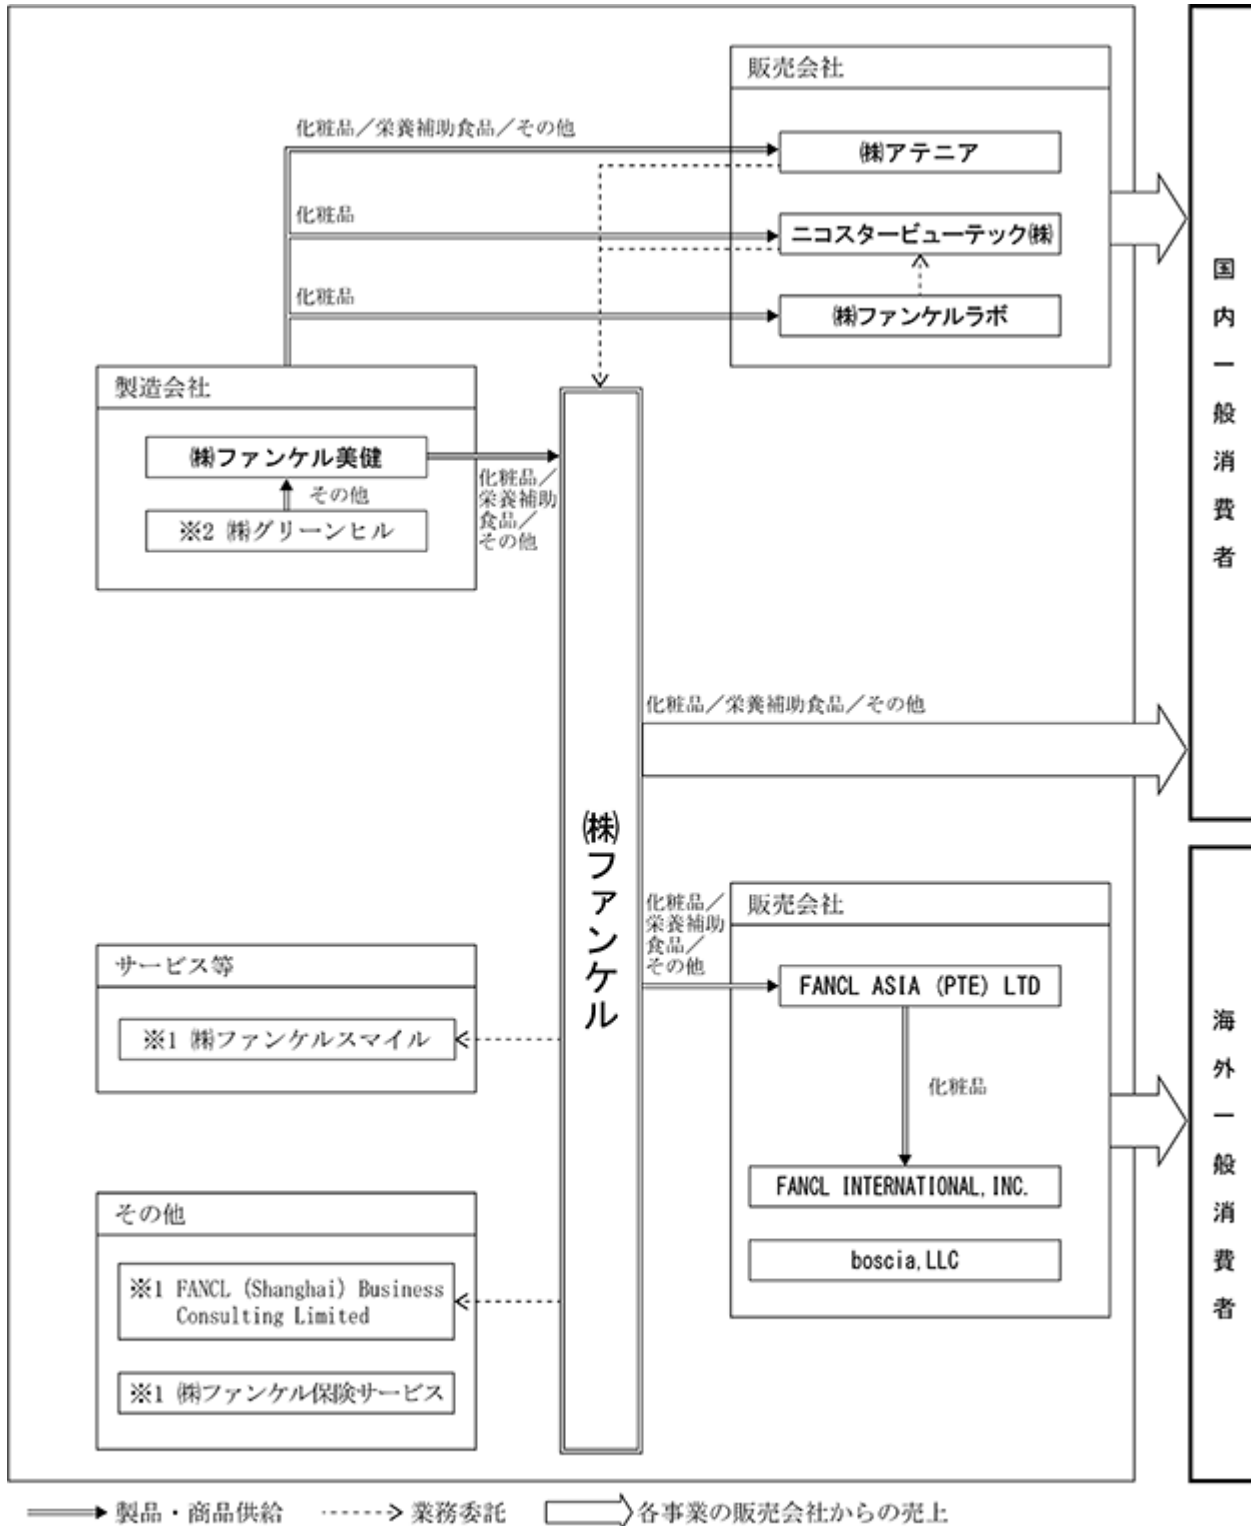 販売会社
化粧品／栄養補助食品／その他
㈱アテニア
化粧品
ニコスタービューテック㈱
化粧品
㈱ファンケルラボ
製造会社
㈱ファンケル美健
その他
※2 ㈱グリーンヒル
化粧品／
栄養補助
食品／
その他
国内一般消費者
化粧品／栄養補助食品／その他
㈱ファンケル
販売会社
化粧品／
栄養補助
食品／
その他
FANCL ASIA (PTE) LTD
化粧品
FANCL INTERNATIONAL,INC.
boscia,LLC
海外一般消費者
サービス等
※1 ㈱ファンケルスマイル
その他
※1 FANCL (Shanghai) Business
Consulting Limited
※1 ㈱ファンケル保険サービス
製品・商品供給 業務委託 各事業の販売会社からの売上